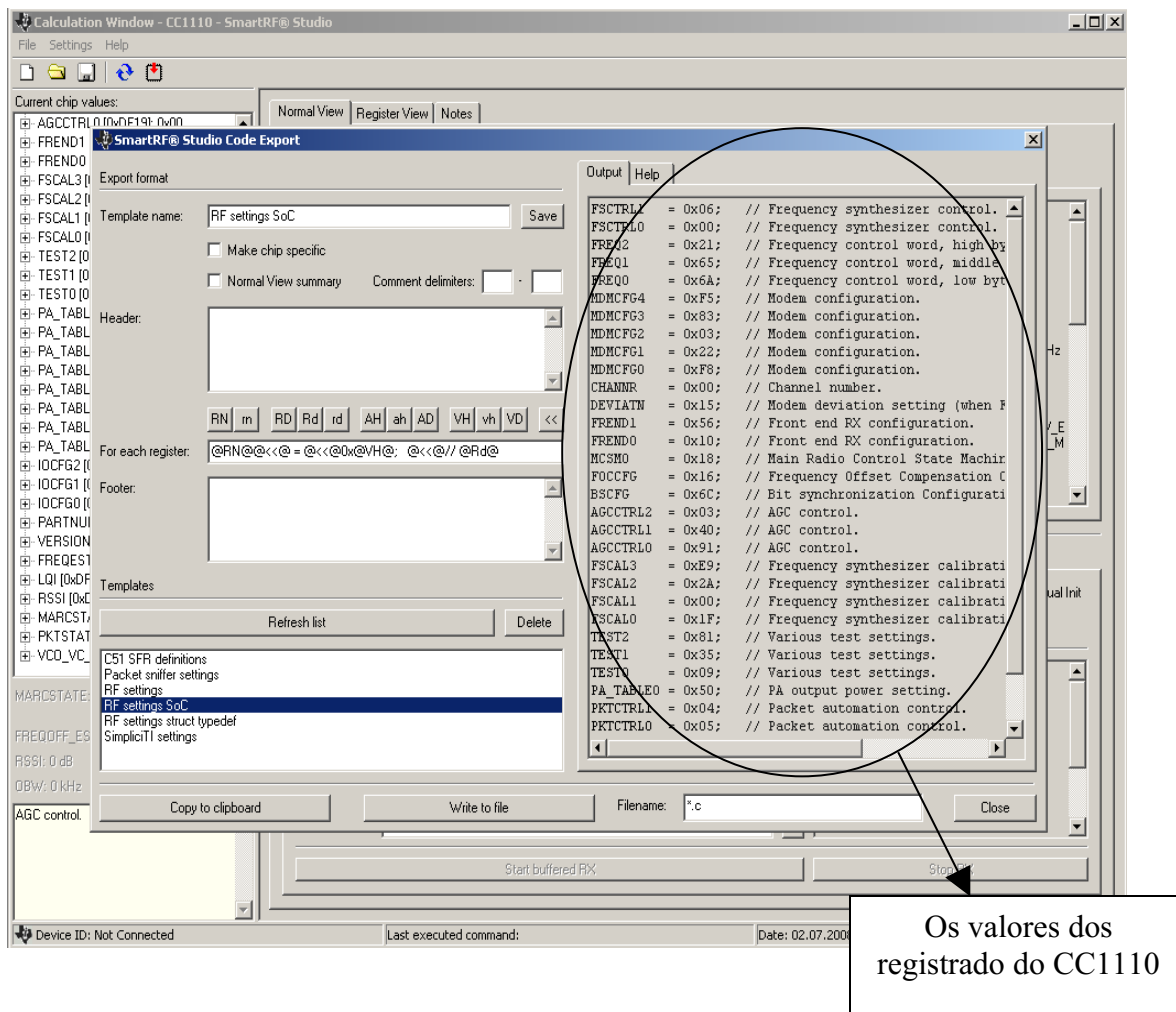 Calculation Window - CC1110 - SmartRF® Studio
File Settings Help
Current chip values:
Normal View Register View Notes
AGCCTRL0 [0xDF19]: 0x00
FREND1
FREND0
FSCAL3
FSCAL2
FSCAL1
FSCAL0
TEST2 [0
TEST1 [0
TEST0 [0
PA_TABL
PA_TABL
PA_TABL
PA_TABL
PA_TABL
PA_TABL
PA_TABL
PA_TABL
IOCFG2 [
IOCFG1 [
IOCFG0 [
PARTNU
VERSION
FREQEST
LQI [0xDF
RSSI [0xD
MARCST
PKTSTAT
VCO_VC_
MARCSTATE:
FREQOFF_ES
RSSI: 0 dB
OBW: 0 kHz
AGC control.
SmartRF® Studio Code Export
Export format
Template name: RF settings SoC Save
Make chip specific
Normal View summary Comment delimiters: -
Header:
RN rn RD Rd rd AH ah AD VH vh VD <<
For each register: @RN@@<<@ = @<<@0x@VH@; @<<@// @Rd@
Footer:
Templates
Refresh list Delete
C51 SFR definitions
Packet sniffer settings
RF settings
RF settings SoC
RF settings struct typedef
SimpliciTI settings
Output Help
FSCTRL1 = 0x06; // Frequency synthesizer control.
FSCTRL0 = 0x00; // Frequency synthesizer control.
FREQ2 = 0x21; // Frequency control word, high by
FREQ1 = 0x65; // Frequency control word, middle
FREQ0 = 0x6A; // Frequency control word, low byt
MDMCFG4 = 0xF5; // Modem configuration.
MDMCFG3 = 0x83; // Modem configuration.
MDMCFG2 = 0x03; // Modem configuration.
MDMCFG1 = 0x22; // Modem configuration.
MDMCFG0 = 0xF8; // Modem configuration.
CHANNR = 0x00; // Channel number.
DEVIATN = 0x15; // Modem deviation setting (when F
FREND1 = 0x56; // Front end RX configuration.
FREND0 = 0x10; // Front end RX configuration.
MCSM0 = 0x18; // Main Radio Control State Machin
FOCCFG = 0x16; // Frequency Offset Compensation C
BSCFG = 0x6C; // Bit synchronization Configurati
AGCCTRL2 = 0x03; // AGC control.
AGCCTRL1 = 0x40; // AGC control.
AGCCTRL0 = 0x91; // AGC control.
FSCAL3 = 0xE9; // Frequency synthesizer calibrati
FSCAL2 = 0x2A; // Frequency synthesizer calibrati
FSCAL1 = 0x00; // Frequency synthesizer calibrati
FSCAL0 = 0x1F; // Frequency synthesizer calibrati
TEST2 = 0x81; // Various test settings.
TEST1 = 0x35; // Various test settings.
TEST0 = 0x09; // Various test settings.
PA_TABLE0 = 0x50; // PA output power setting.
PKTCTRL1 = 0x04; // Packet automation control.
PKTCTRL0 = 0x05; // Packet automation control.
Hz
/_E
_M
ual Init
Copy to clipboard Write to file Filename: *.c Close
Start buffered RX Stop RX
Device ID: Not Connected Last executed command: Date: 02.07.2008
Os valores dos
registrado do CC1110